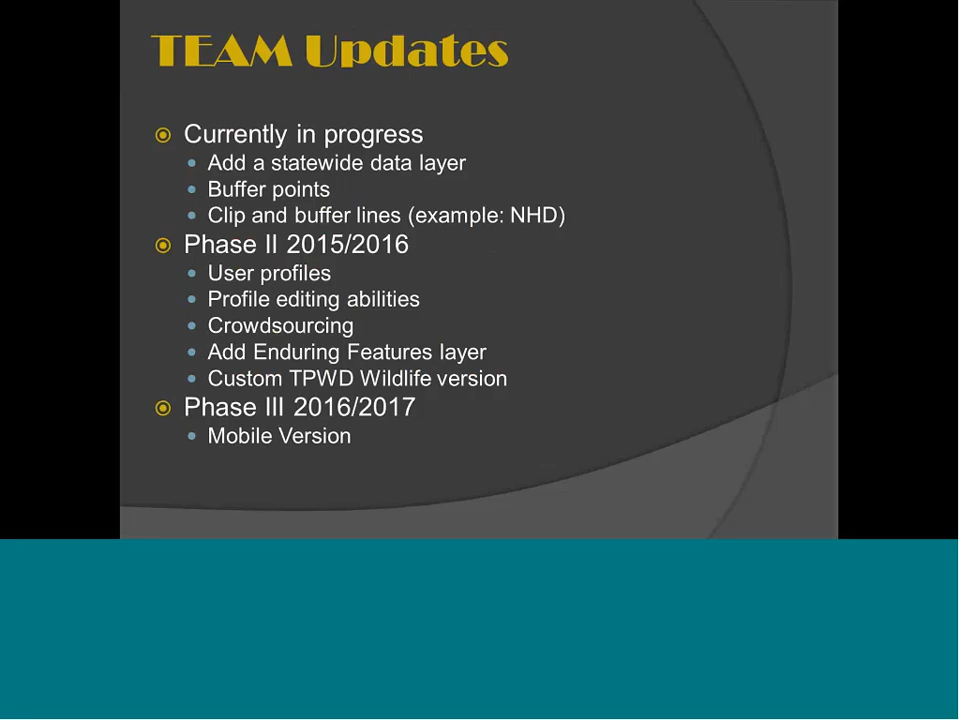 TEAM Updates
Currently in progress
Add a statewide data layer
Buffer points
Clip and buffer lines (example: NHD)
Phase II 2015/2016
User profiles
Profile editing abilities
Crowdsourcing
Add Enduring Features layer
Custom TPWD Wildlife version
Phase III 2016/2017
Mobile Version